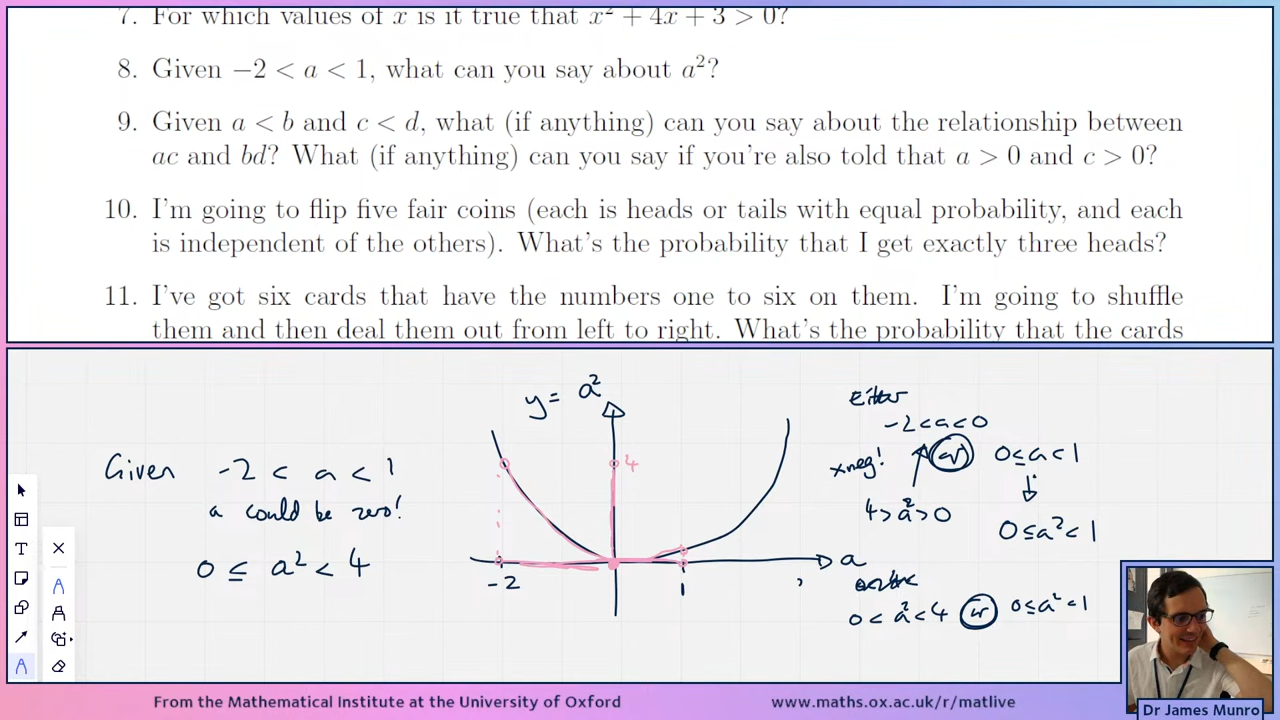 7. For which values of x is it true that x² + 4x + 3 > 0?
8. Given −2 < a < 1, what can you say about a²?
9. Given a < b and c < d, what (if anything) can you say about the relationship between
ac and bd? What (if anything) can you say if you're also told that a > 0 and c > 0?
10. I'm going to flip five fair coins (each is heads or tails with equal probability, and each
is independent of the others). What's the probability that I get exactly three heads?
11. I've got six cards that have the numbers one to six on them. I'm going to shuffle
them and then deal them out from left to right. What's the probability that the cards
Given -2 < a < 1
a could be zero!
0 ≤ a² < 4
y = a²
4
-2
1
a
Either
-2<a<0
xneg!
or
0≤a<1
4>a²>0
0≤a²<1
0<a²<4 or 0≤a²<1
From the Mathematical Institute at the University of Oxford
www.maths.ox.ac.uk/r/matlive
Dr James Munro